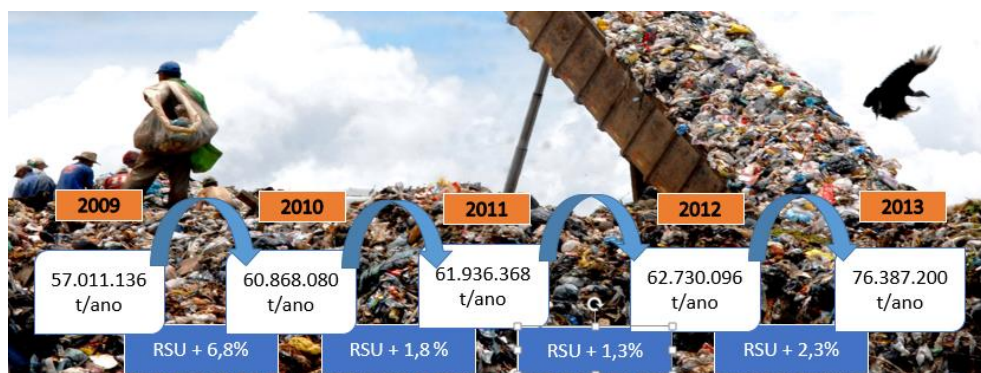 2009
2010
2011
2012
2013
57.011.136
t/ano
60.868.080
t/ano
61.936.368
t/ano
62.730.096
t/ano
76.387.200
t/ano
RSU + 6,8%
RSU + 1,8 %
RSU + 1,3%
RSU + 2,3%